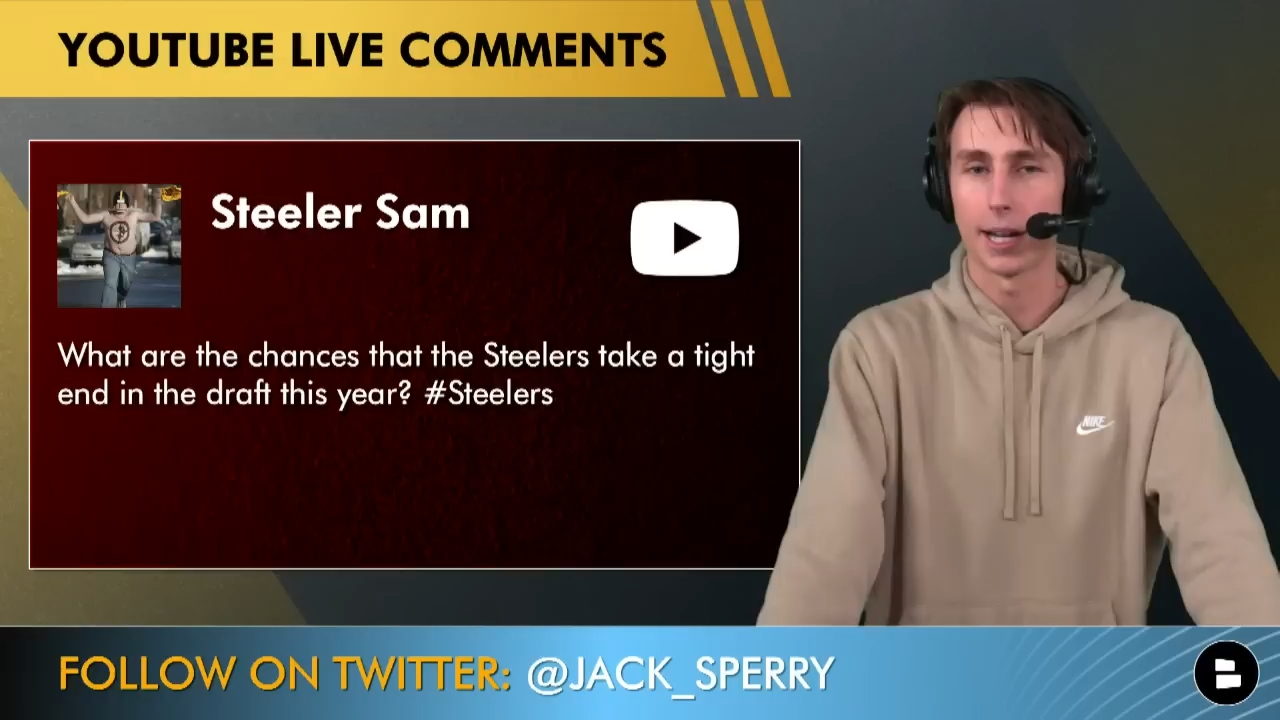 YOUTUBE LIVE COMMENTS
Steeler Sam
What are the chances that the Steelers take a tight
end in the draft this year? #Steelers
NIKE
FOLLOW ON TWITTER: @JACK_SPERRY